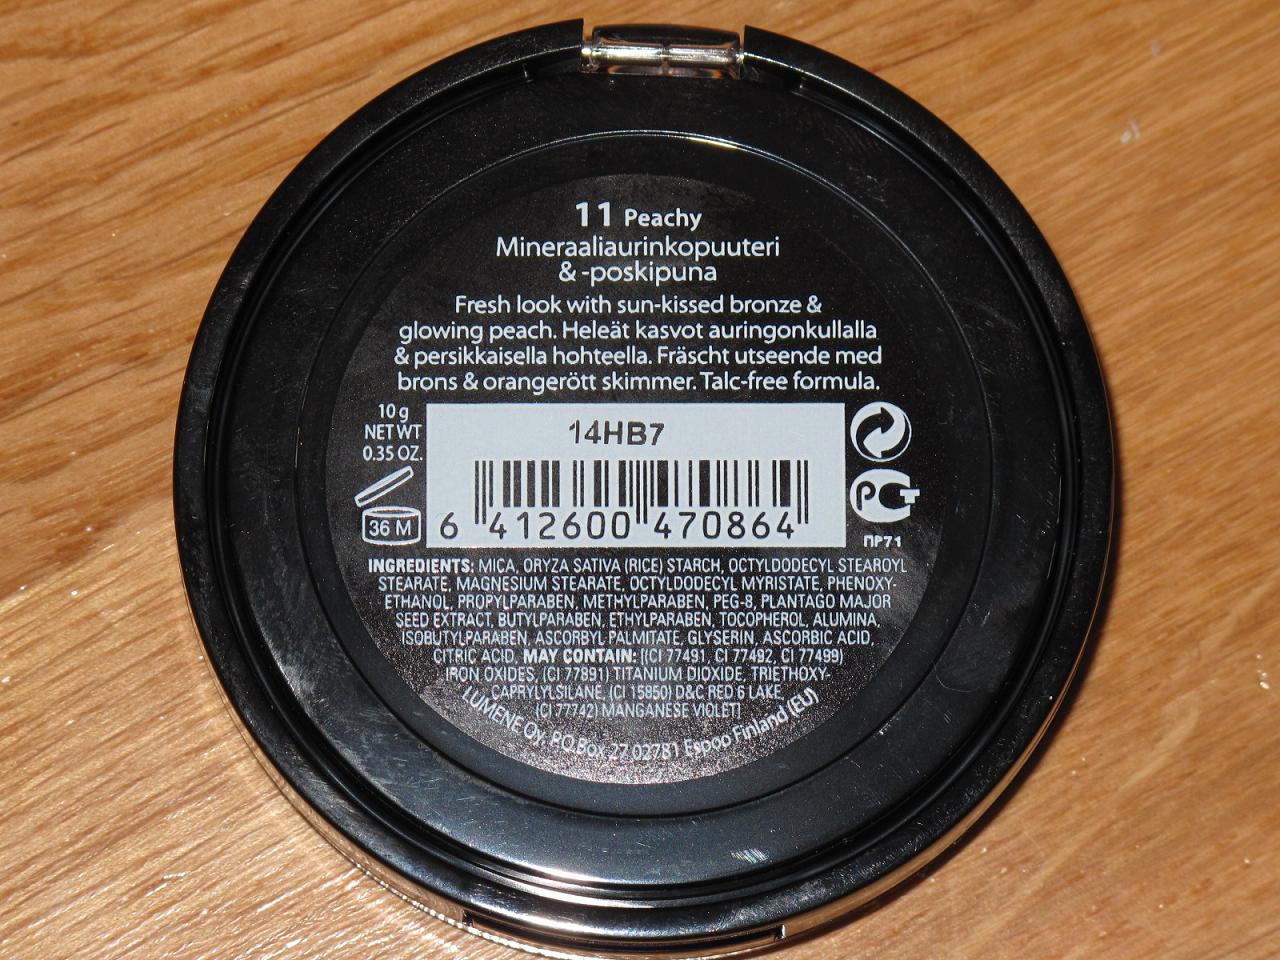 11 Peachy
Mineraaliaurinkopuuteri
& -poskipuna
Fresh look with sun-kissed bronze &
glowing peach. Heleät kasvot auringonkullalla
& persikkaisella hohteella. Fräscht utseende med
brons & orangerött skimmer. Talc-free formula.
10 g
NET WT
0.35 OZ.
36 M
14HB7
6 412600 470864
PCT
ПР71
INGREDIENTS: MICA, ORYZA SATIVA (RICE) STARCH, OCTYLDODECYL STEAROYL
STEARATE, MAGNESIUM STEARATE, OCTYLDODECYL MYRISTATE, PHENOXY-
ETHANOL, PROPYLPARABEN, METHYLPARABEN, PEG-8, PLANTAGO MAJOR
SEED EXTRACT, BUTYLPARABEN, ETHYLPARABEN, TOCOPHEROL, ALUMINA,
ISOBUTYLPARABEN, ASCORBYL PALMITATE, GLYSERIN, ASCORBIC ACID,
CITRIC ACID, MAY CONTAIN: [(CI 77491, CI 77492, CI 77499)
IRON OXIDES, (CI 77891) TITANIUM DIOXIDE, TRIETHOXY-
CAPRYLYLSILANE, (CI 15850) D&C RED 6 LAKE,
(CI 77742) MANGANESE VIOLET]
LUMENE Oy, P.O.Box 27 02781 Espoo Finland (EU)